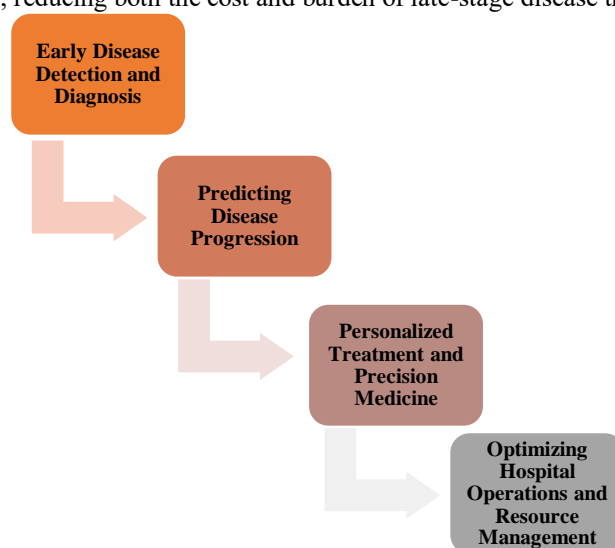 , reducing both the cost and burden of late-stage disease
Early Disease
Detection and
Diagnosis
Predicting
Disease
Progression
Personalized
Treatment and
Precision
Medicine
Optimizing
Hospital
Operations and
Resource
Management